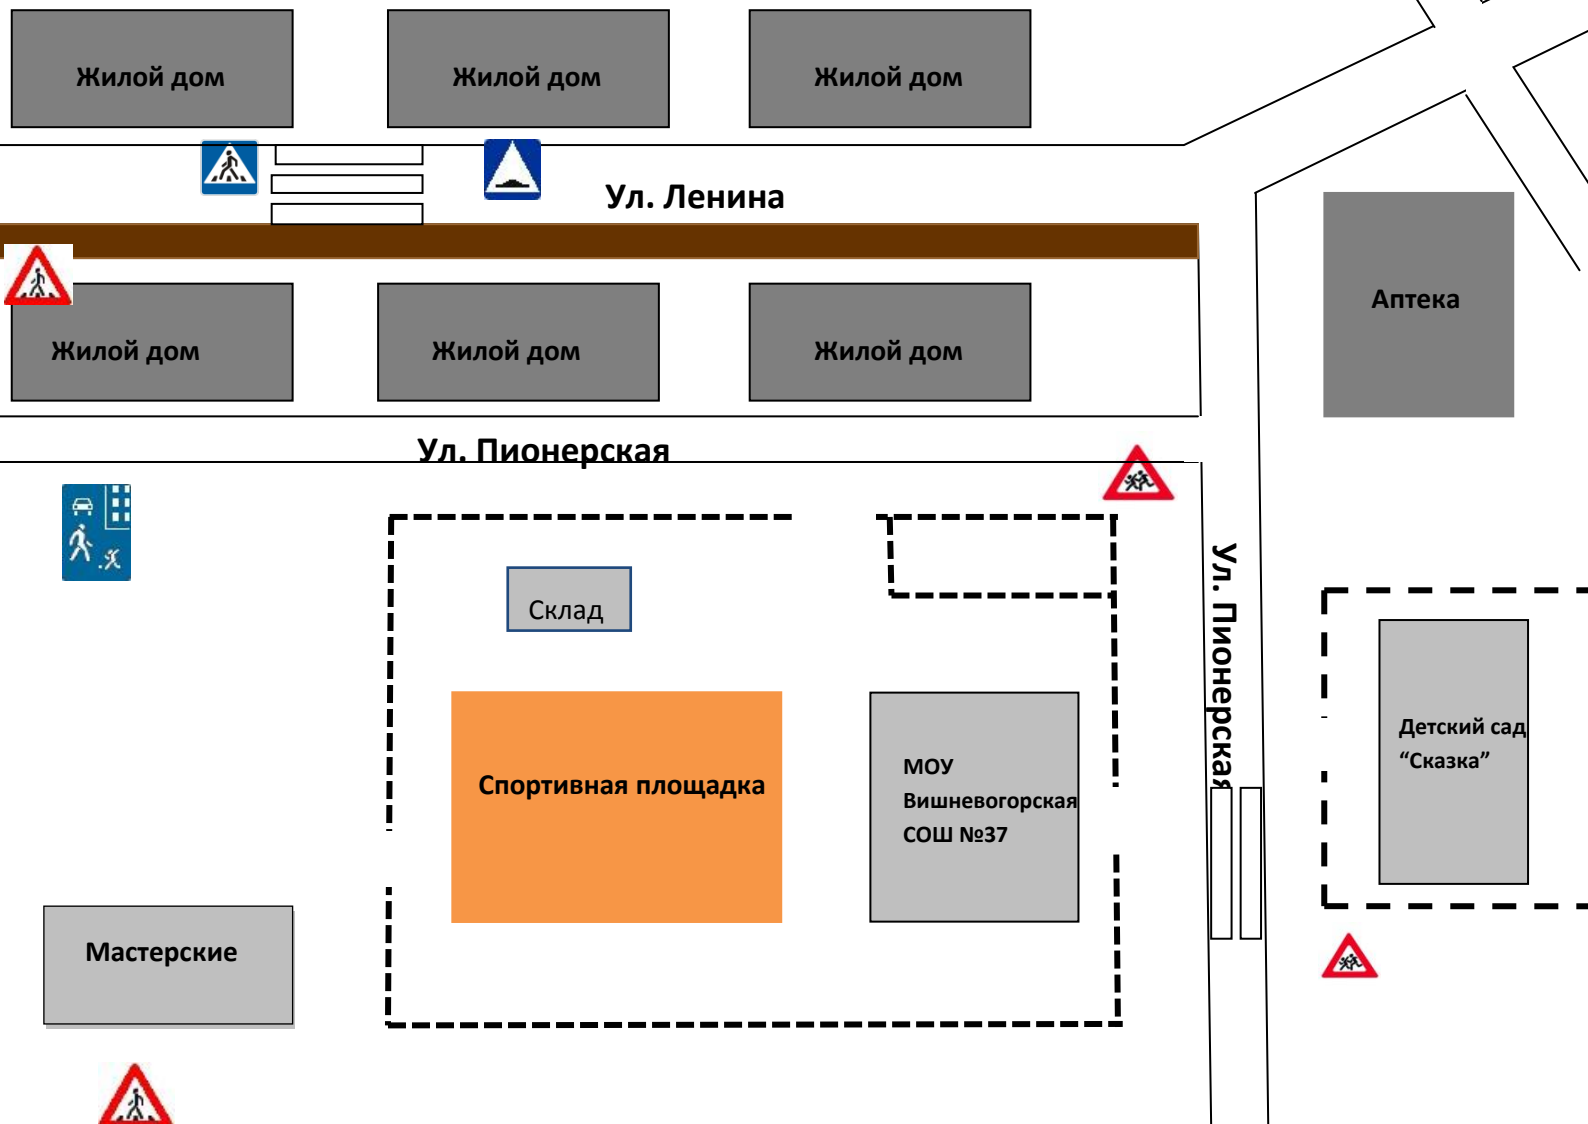 Жилой дом
Жилой дом
Жилой дом
Ул. Ленина
Аптека
Жилой дом
Жилой дом
Жилой дом
Ул. Пионерская
Ул. Пионерская
Склад
Детский сад
“Сказка”
Спортивная площадка
МОУ
Вишневогорская
СОШ №37
Мастерские